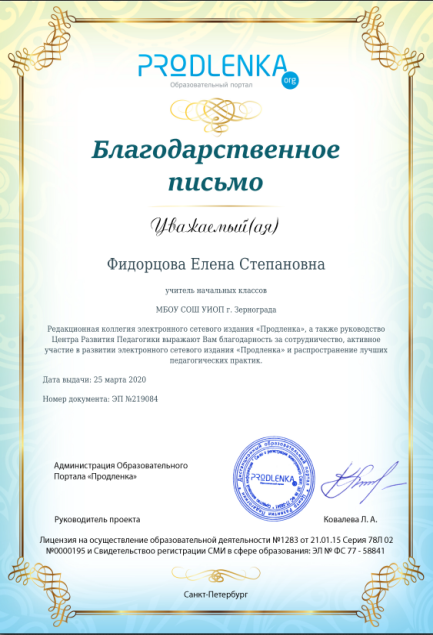 PRODLENKA
.org
Образовательный портал
Благодарственное
письмо
Уважаемый(ая)
Фидорцова Елена Степановна
учитель начальных классов
МБОУ СОШ УИОП г. Зернограда
Редакционная коллегия электронного сетевого издания «Продленка», а также руководство
Центра Развития Педагогики выражают Вам благодарность за сотрудничество, активное
участие в развитии электронного сетевого издания «Продленка» и распространение лучших
педагогических практик.
Дата выдачи: 25 марта 2020
Номер документа: ЭП №219084
Администрация Образовательного
Портала «Продленка»
PRODLENKA
Руководитель проекта
Ковалева Л. А.
Лицензия на осуществление образовательной деятельности №1283 от 21.01.15 Серия 78Л 02
№0000195 и Свидетельствоо регистрации СМИ в сфере образования: ЭЛ № ФС 77 - 58841
Санкт-Петербург